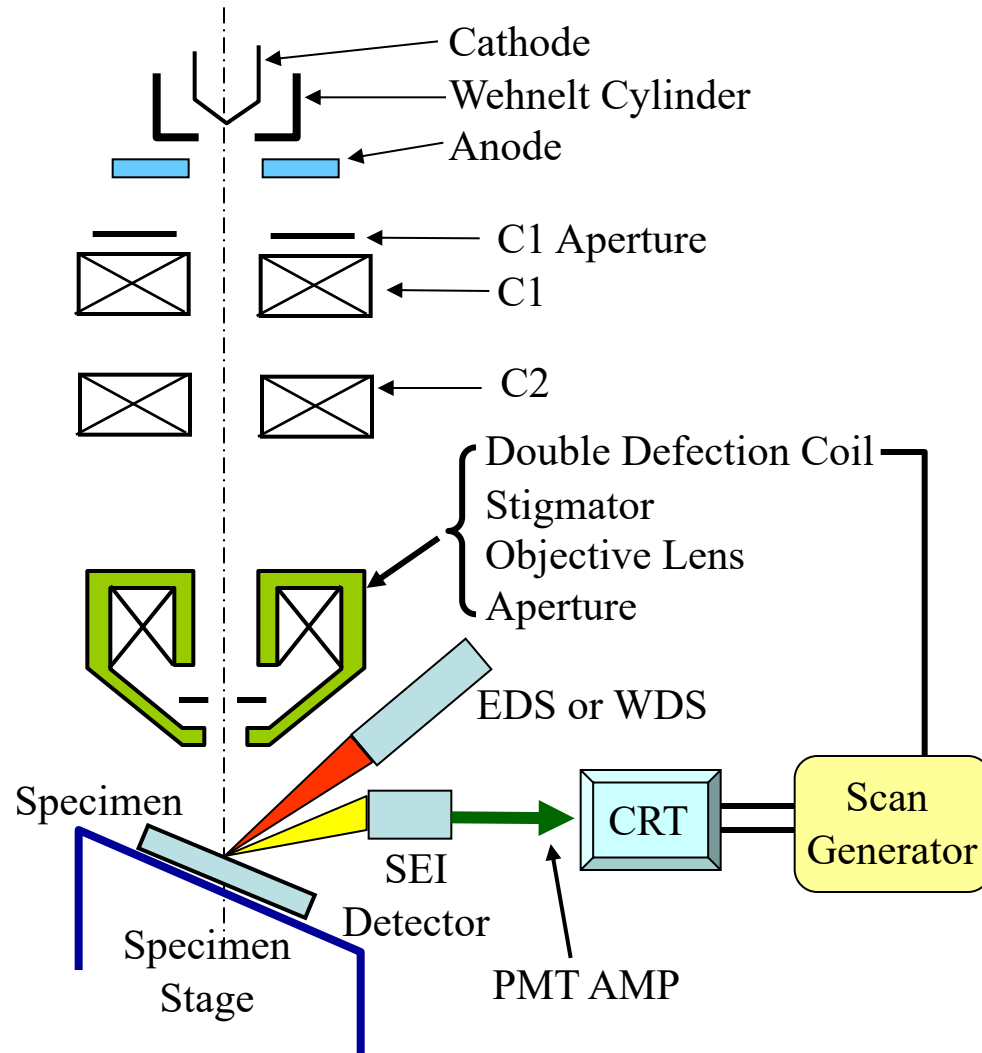 Cathode
Wehnelt Cylinder
Anode
C1 Aperture
C1
C2
Double Defection Coil
Stigmator
Objective Lens
Aperture
EDS or WDS
Specimen
CRT
Scan
Generator
SEI
Detector
Specimen
Stage
PMT AMP